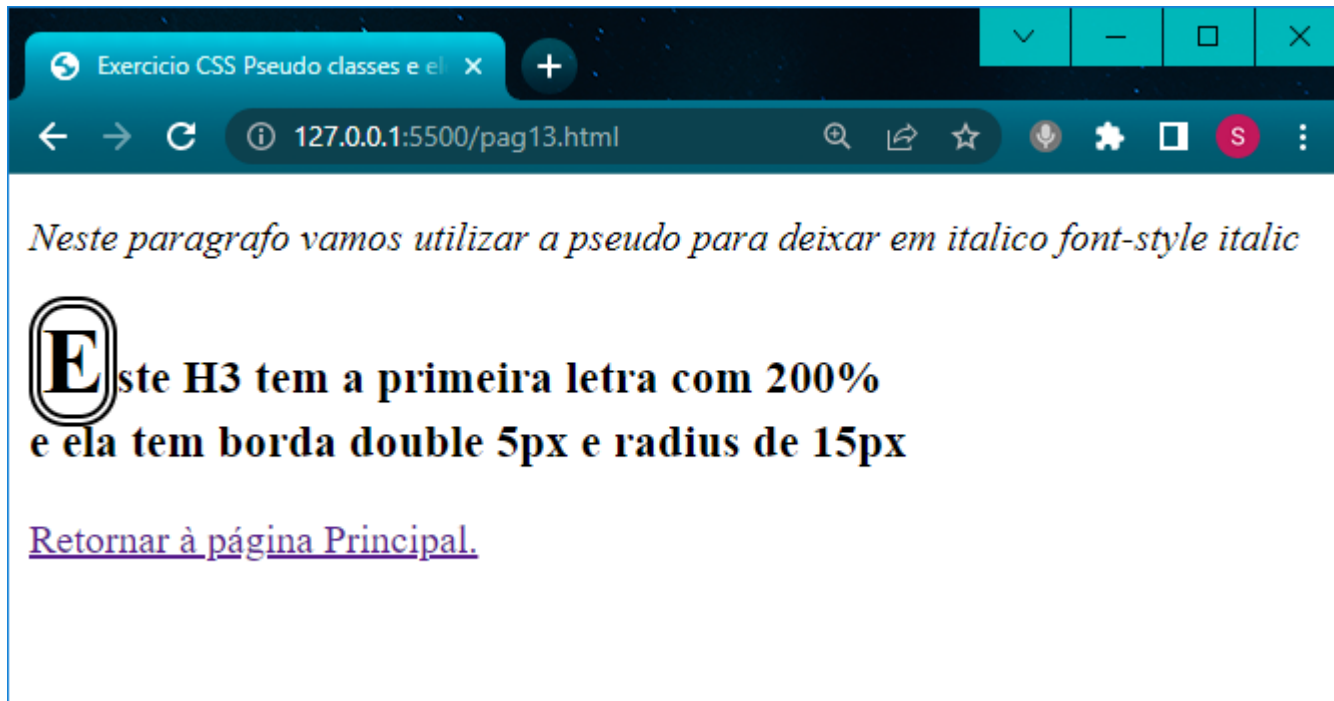 Exercicio CSS Pseudo classes e el
127.0.0.1:5500/pag13.html
S
Neste paragrafo vamos utilizar a pseudo para deixar em italico font-style italic
Este H3 tem a primeira letra com 200%
e ela tem borda double 5px e radius de 15px
Retornar à página Principal.